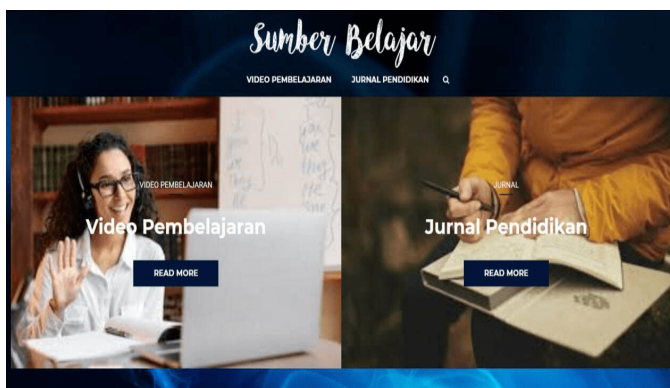 Sumber Belajar
VIDEO PEMBELAJARAN JURNAL PENDIDIKAN
VIDEO PEMBELAJARAN
Video Pembelajaran
READ MORE
JURNAL
Jurnal Pendidikan
READ MORE